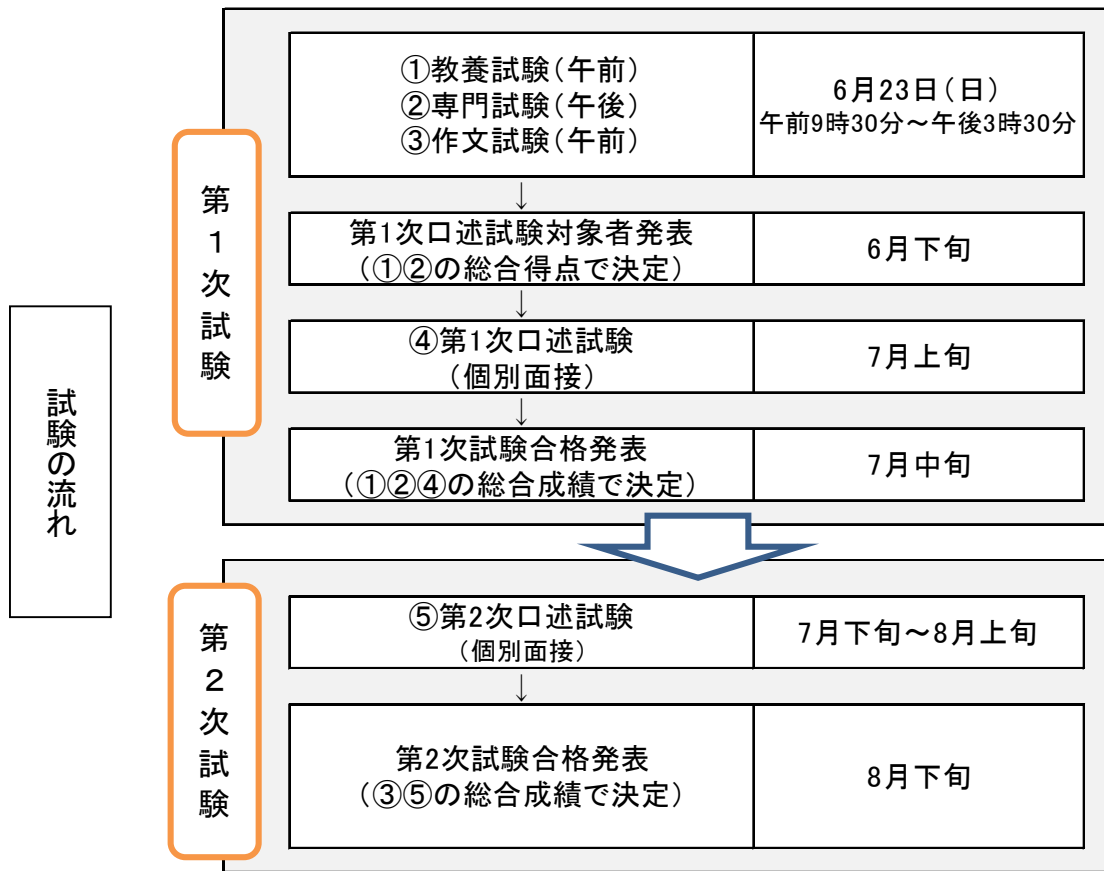 試験の流れ
第1次試験
①教養試験(午前)
②専門試験(午後)
③作文試験(午前)
6月23日(日)
午前9時30分～午後3時30分
↓
第1次口述試験対象者発表
(①②の総合得点で決定)
6月下旬
↓
④第1次口述試験
(個別面接)
7月上旬
↓
第1次試験合格発表
(①②④の総合成績で決定)
7月中旬
第2次試験
⑤第2次口述試験
(個別面接)
7月下旬～8月上旬
↓
第2次試験合格発表
(③⑤の総合成績で決定)
8月下旬